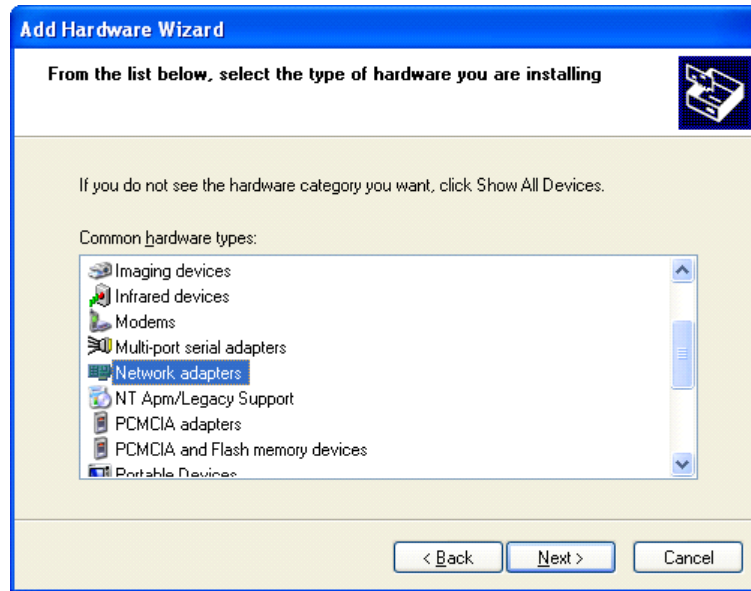 Add Hardware Wizard
From the list below, select the type of hardware you are installing
If you do not see the hardware category you want, click Show All Devices.
Common hardware types:
Imaging devices
Infrared devices
Modems
Multi-port serial adapters
Network adapters
NT Apm/Legacy Support
PCMCIA adapters
PCMCIA and Flash memory devices
Portable Devices
< Back Next > Cancel